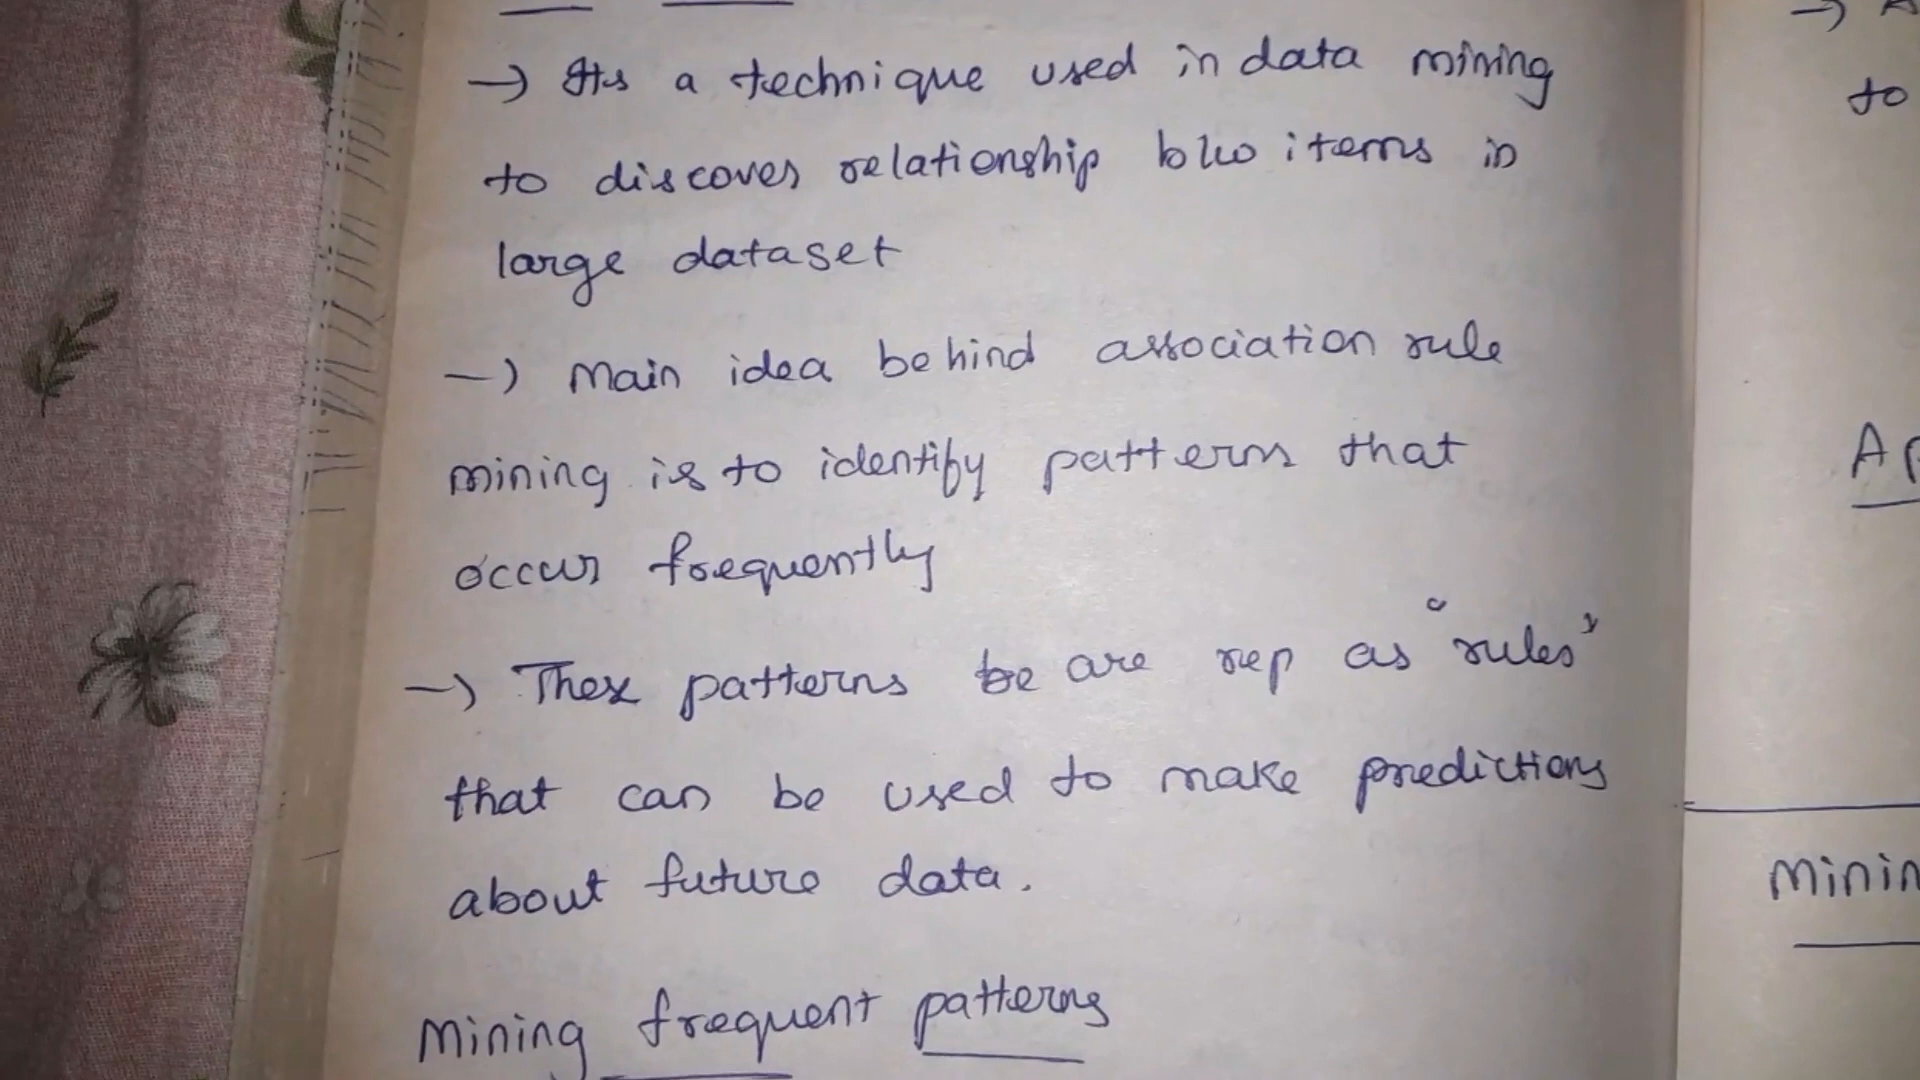 → Its a technique used in data mining
to discover relationship b/w items in
large dataset
→ Main idea behind association rule
mining is to identify patterns that
occur frequently
→ These patterns are rep as "rules"
that can be used to make predictions
about future data.
Mining frequent patterns
→
to
Ap
Minin